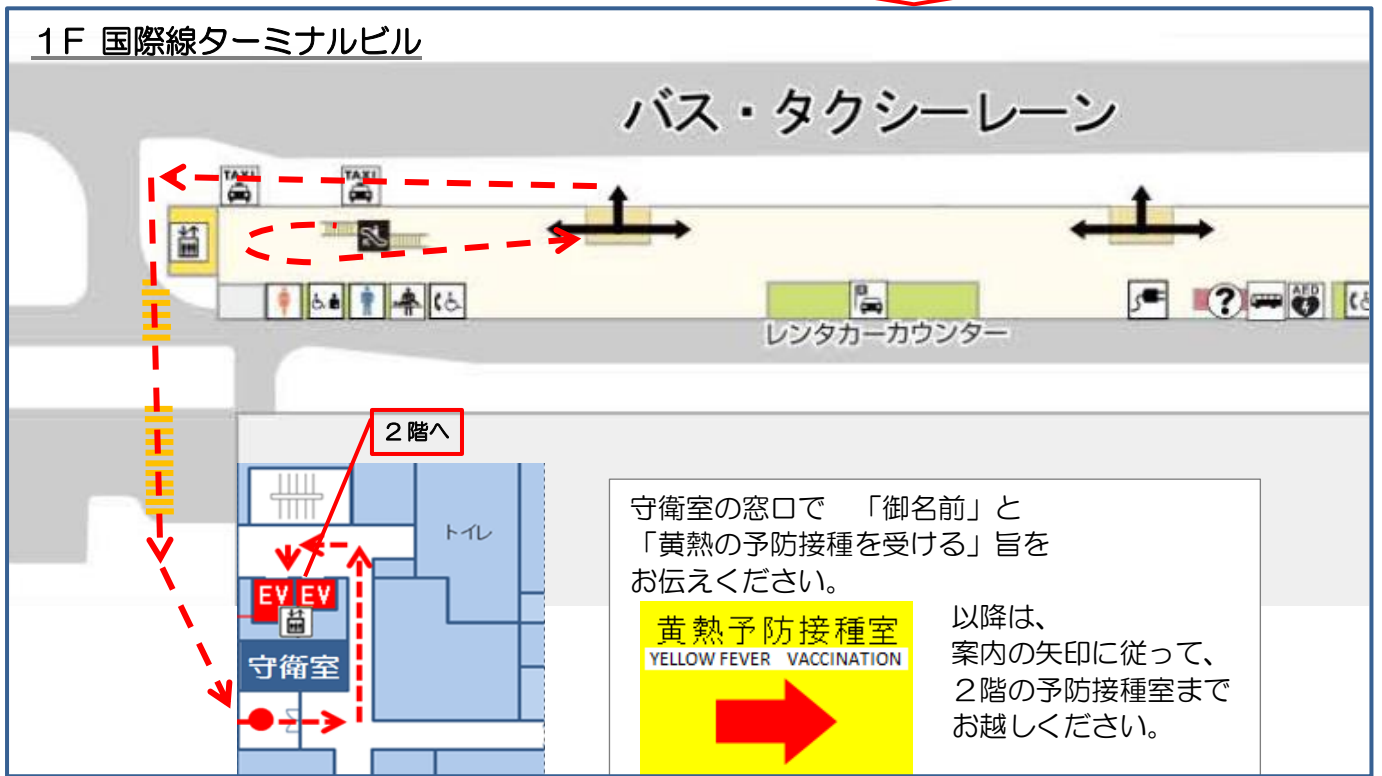 1F 国際線ターミナルビル
バス・タクシーレーン
TAXI
TAXI
P
?
AED
レンタカーカウンター
2階へ
トイレ
EV EV
守衛室
守衛室の窓口で 「御名前」と
「黄熱の予防接種を受ける」旨を
お伝えください。
黄熱予防接種室
YELLOW FEVER VACCINATION
以降は、
案内の矢印に従って、
2階の予防接種室まで
お越しください。